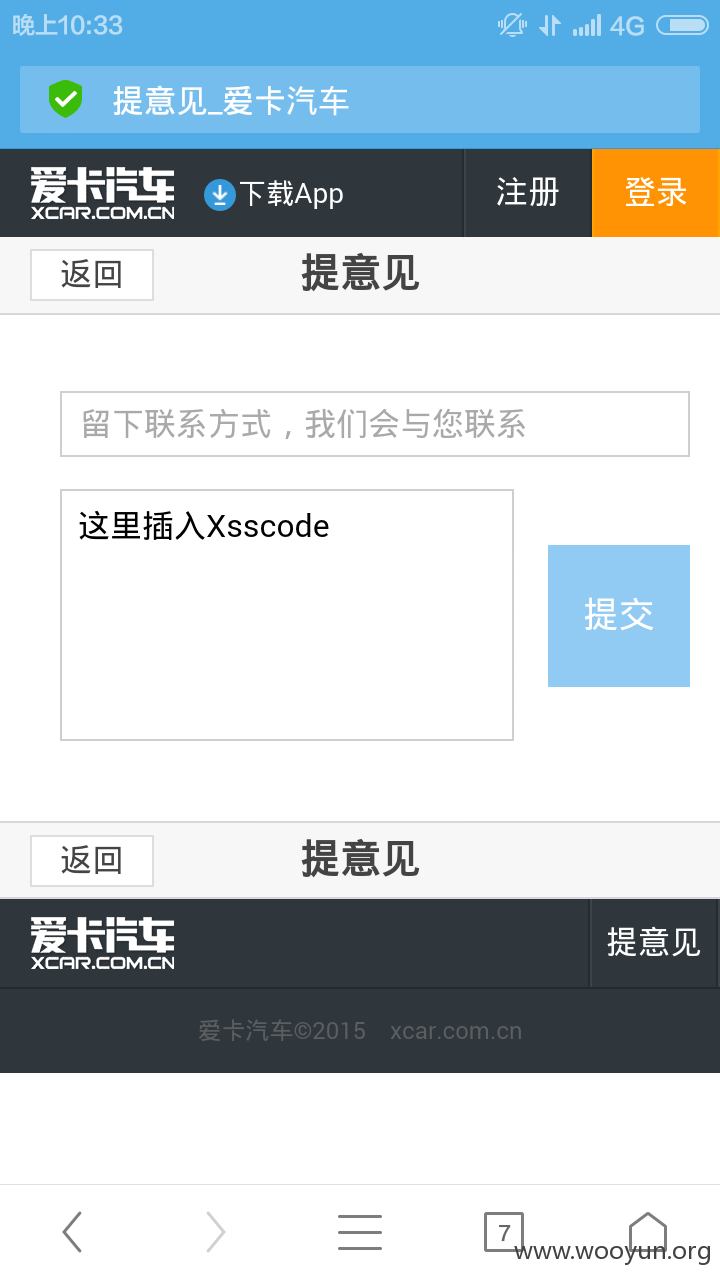 晚上10:33 4G
提意见_爱卡汽车
爱卡汽车 下载App 注册 登录
XCAR.COM.CN
返回 提意见
留下联系方式，我们会与您联系
这里插入Xsscode
提交
返回 提意见
爱卡汽车 提意见
XCAR.COM.CN
爱卡汽车©2015 xcar.com.cn
7
www.wooyun.org